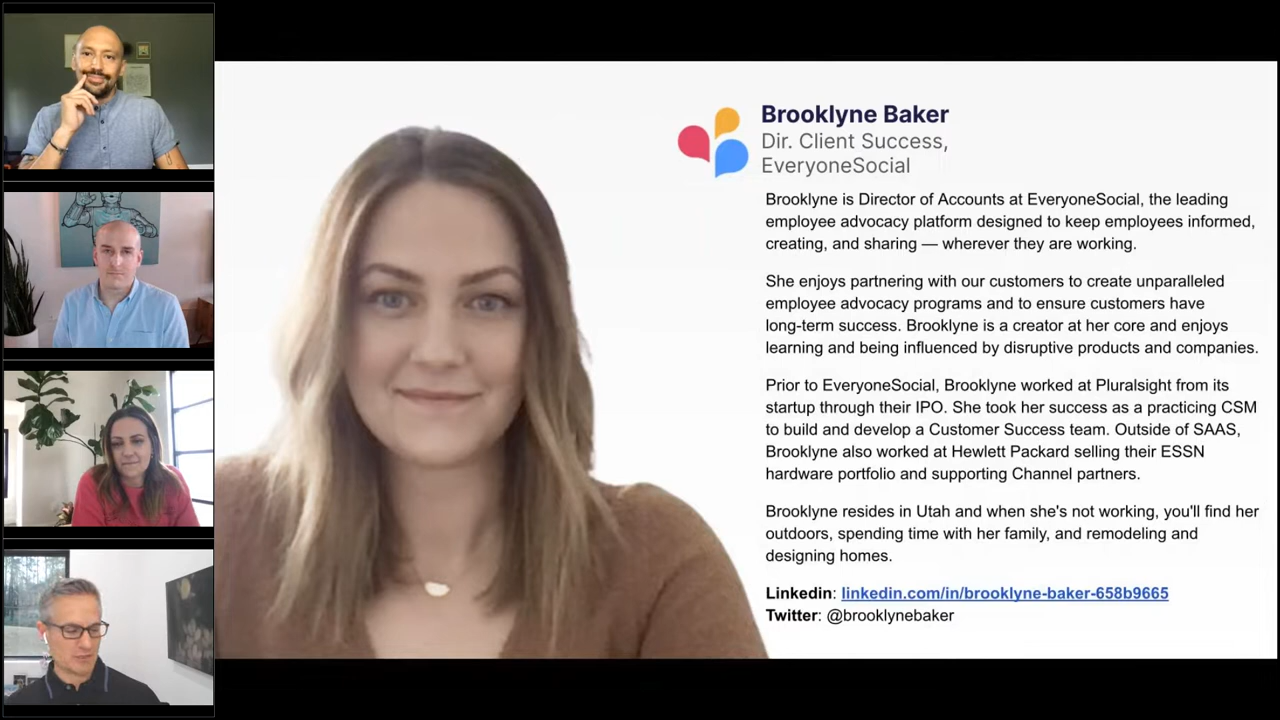 Brooklyne Baker
Dir. Client Success,
EveryoneSocial
Brooklyne is Director of Accounts at EveryoneSocial, the leading
employee advocacy platform designed to keep employees informed,
creating, and sharing — wherever they are working.
She enjoys partnering with our customers to create unparalleled
employee advocacy programs and to ensure customers have
long-term success. Brooklyne is a creator at her core and enjoys
learning and being influenced by disruptive products and companies.
Prior to EveryoneSocial, Brooklyne worked at Pluralsight from its
startup through their IPO. She took her success as a practicing CSM
to build and develop a Customer Success team. Outside of SAAS,
Brooklyne also worked at Hewlett Packard selling their ESSN
hardware portfolio and supporting Channel partners.
Brooklyne resides in Utah and when she's not working, you'll find her
outdoors, spending time with her family, and remodeling and
designing homes.
Linkedin: linkedin.com/in/brooklyne-baker-658b9665
Twitter: @brooklynebaker